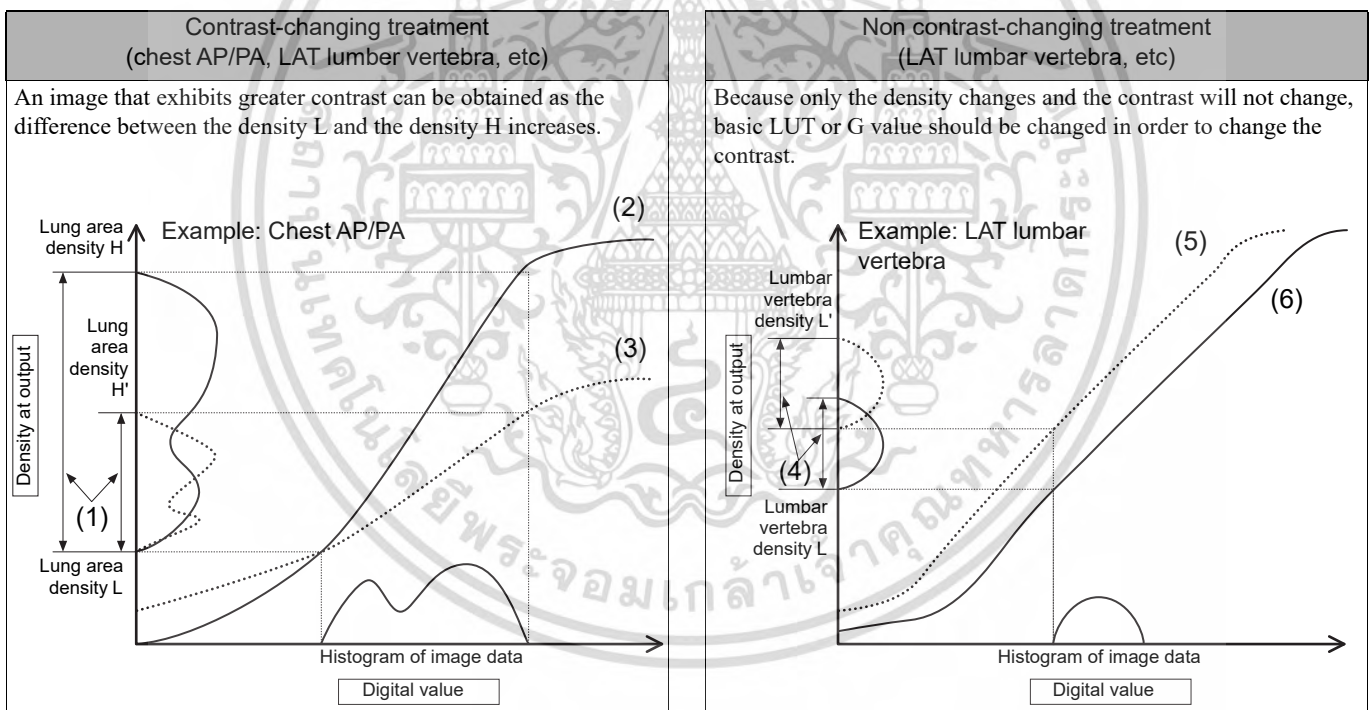 Contrast-changing treatment
(chest AP/PA, LAT lumber vertebra, etc)
An image that exhibits greater contrast can be obtained as the
difference between the density L and the density H increases.
Example: Chest AP/PA
(2)
Lung area
density H
Lung
area
density
H'
(3)
Density at output
(1)
Lung area
density L
Histogram of image data
Digital value
Non contrast-changing treatment
(LAT lumbar vertebra, etc)
Because only the density changes and the contrast will not change,
basic LUT or G value should be changed in order to change the
contrast.
Example: LAT lumbar
vertebra
(5)
(6)
Lumbar
vertebra
density L'
Density at output
(4)
Lumbar
vertebra
density L
Histogram of image data
Digital value